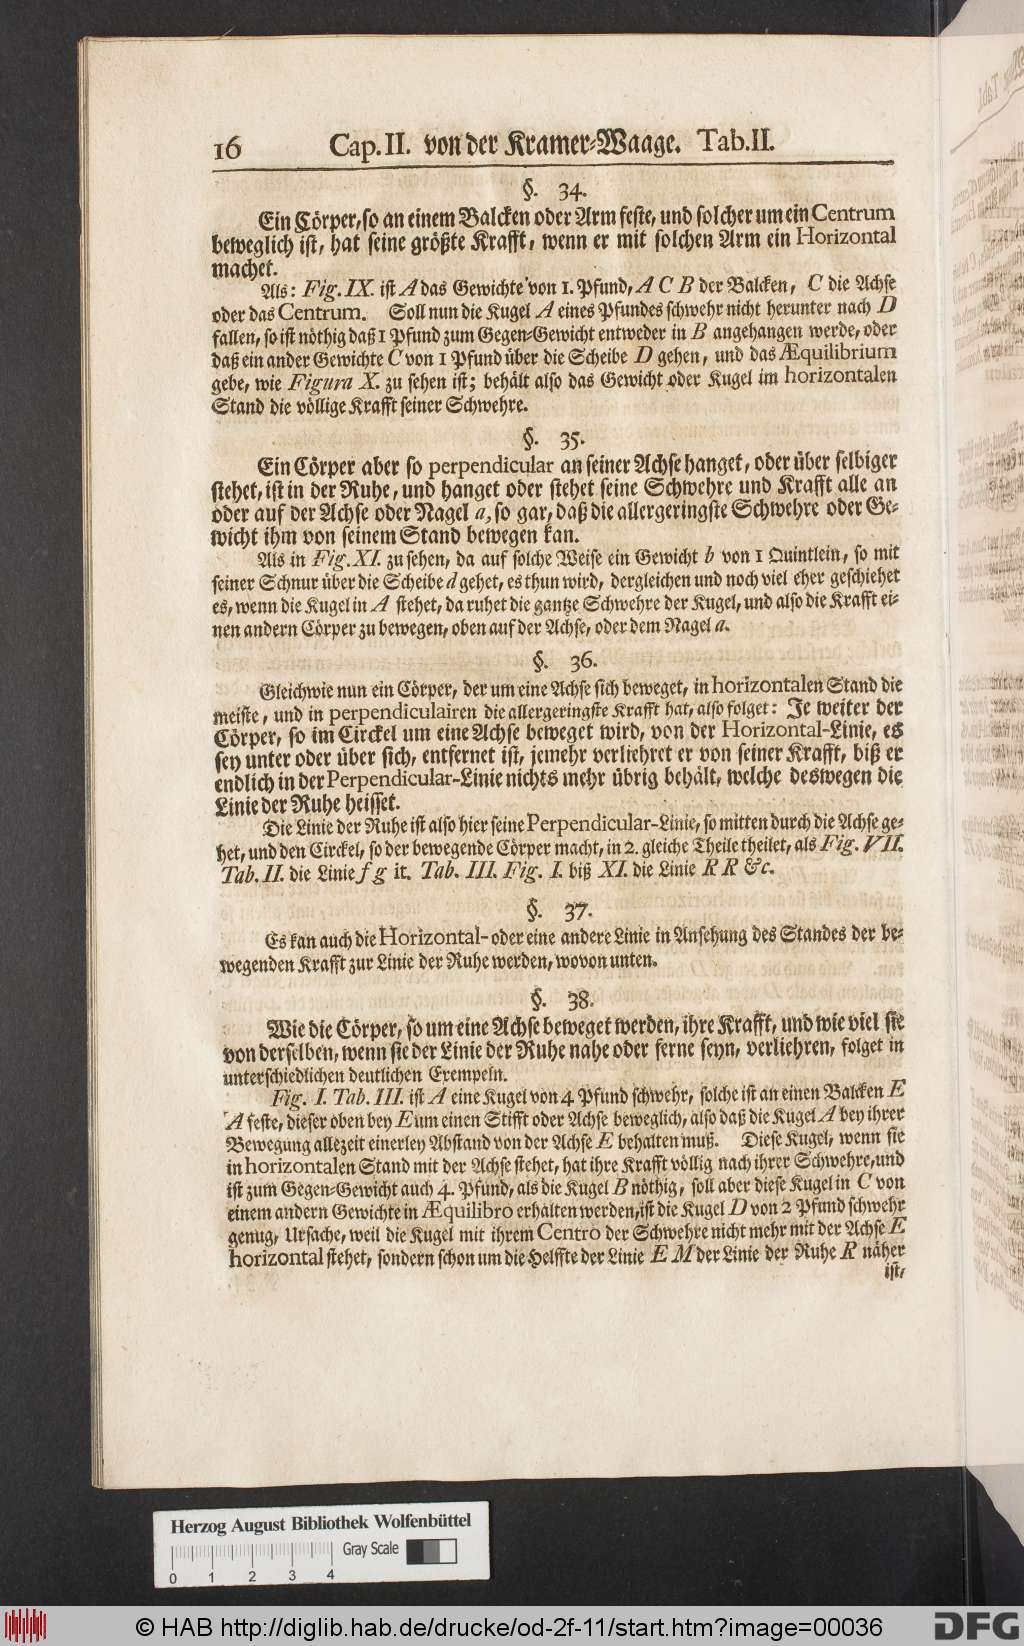 16 Cap. II. von der Kramer-Waage. Tab. II.
§. 34.
Ein Cörper, so an einem Balcken oder Arm feste, und solcher um ein Centrum
beweglich ist, hat seine größte Krafft, wenn er mit solchen Arm ein Horizontal
machet.
Als: Fig. IX. ist A das Gewichte von 1. Pfund, A C B der Balcken, C die Achse
oder das Centrum. Soll nun die Kugel A eines Pfundes schwehr nicht herunter nach D
fallen, so ist nöthig daß 1 Pfund zum Gegen-Gewicht entweder in B angehangen werde, oder
daß ein ander Gewichte C von 1 Pfund über die Scheibe D gehen, und das Æquilibrium
gebe, wie Figura X. zu sehen ist; behält also das Gewicht oder Kugel im horizontalen
Stand die völlige Krafft seiner Schwehre.
§. 35.
Ein Cörper aber so perpendicular an seiner Achse hanget, oder über selbiger
stehet, ist in der Ruhe, und hanget oder stehet seine Schwehre und Krafft alle an
oder auf der Achse oder Nagel a, so gar, daß die allergeringste Schwehre oder Ge-
wicht ihm von seinem Stand bewegen kan.
Als in Fig. XI. zu sehen, da auf solche Weise ein Gewicht b von 1 Quintlein, so mit
seiner Schnur über die Scheibe d gehet, es thun wird, dergleichen und noch viel eher geschiehet
es, wenn die Kugel in A stehet, da ruhet die gantze Schwehre der Kugel, und also die Krafft ei-
nen andern Cörper zu bewegen, oben auf der Achse, oder dem Nagel a.
§. 36.
Gleichwie nun ein Cörper, der um eine Achse sich beweget, in horizontalen Stand die
meiste, und in perpendiculairen die allergeringste Krafft hat, also folget: Je weiter der
Cörper, so im Circkel um eine Achse beweget wird, von der Horizontal-Linie, es
sey unter oder über sich, entfernet ist, jemehr verliehret er von seiner Krafft, biß er
endlich in der Perpendicular-Linie nichts mehr übrig behält, welche deswegen die
Linie der Ruhe heisset.
Die Linie der Ruhe ist also hier seine Perpendicular-Linie, so mitten durch die Achse ge-
het, und den Circkel, so der bewegende Cörper macht, in 2. gleiche Theile theilet, als Fig. VII.
Tab. II. die Linie f g it. Tab. III. Fig. I. biß XI. die Linie R R &c.
§. 37.
Es kan auch die Horizontal- oder eine andere Linie in Ansehung des Standes der be-
wegenden Krafft zur Linie der Ruhe werden, wovon unten.
§. 38.
Wie die Cörper, so um eine Achse beweget werden, ihre Krafft, und wie viel sie
von derselben, wenn sie der Linie der Ruhe nahe oder ferne seyn, verliehren, folget in
unterschiedlichen deutlichen Exempeln.
Fig. I. Tab. III. ist A eine Kugel von 4 Pfund schwehr, solche ist an einen Balcken E
A feste, dieser oben bey E um einen Stifft oder Achse beweglich, also daß die Kugel A bey ihrer
Bewegung allezeit einerley Abstand von der Achse E behalten muß. Diese Kugel, wenn sie
in horizontalen Stand mit der Achse stehet, hat ihre Krafft völlig nach ihrer Schwehre, und
ist zum Gegen-Gewicht auch 4. Pfund, als die Kugel B nöthig, soll aber diese Kugel in C von
einem andern Gewichte in Æquilibro erhalten werden, ist die Kugel D von 2 Pfund schwehr
genug, Ursache, weil die Kugel mit ihrem Centro der Schwehre nicht mehr mit der Achse E
horizontal stehet, sondern schon um die Helffte der Linie E M der Linie der Ruhe R näher
ist,
Herzog August Bibliothek Wolfenbüttel
Gray Scale
0 1 2 3 4
© HAB http://diglib.hab.de/drucke/od-2f-11/start.htm?image=00036
DFG